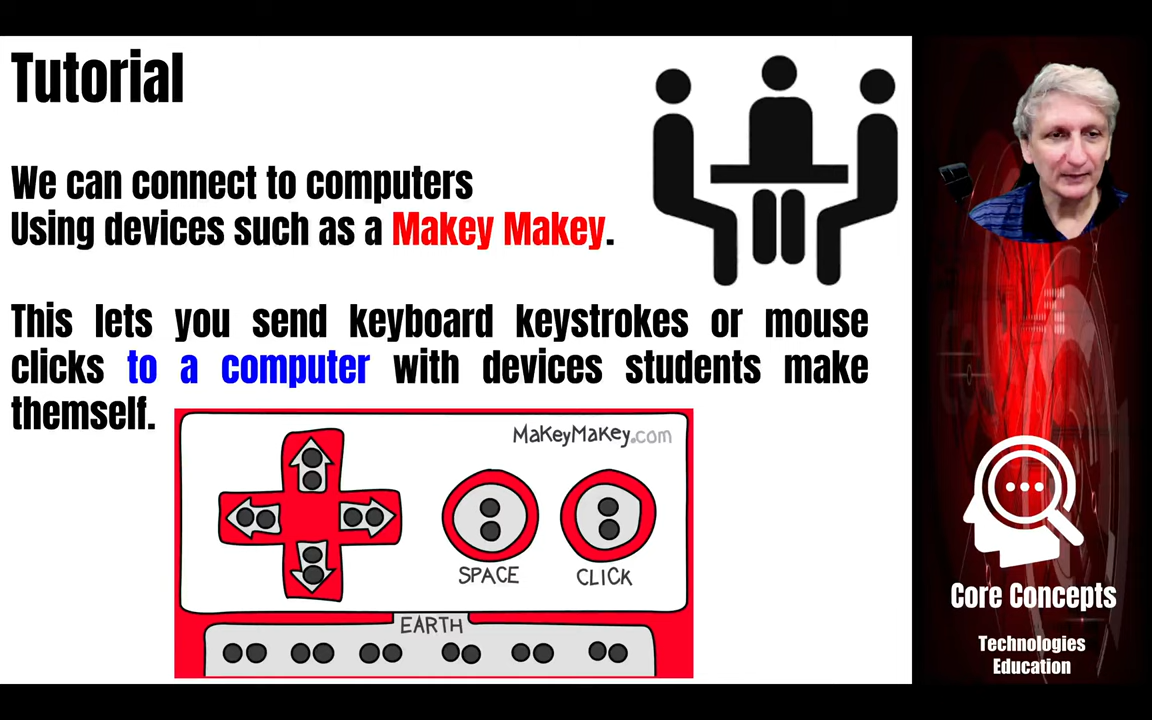 Tutorial
We can connect to computers
Using devices such as a Makey Makey.
This lets you send keyboard keystrokes or mouse
clicks to a computer with devices students make
themself.
MaKeyMaKey.com
SPACE
CLICK
EARTH
Core Concepts
Technologies
Education